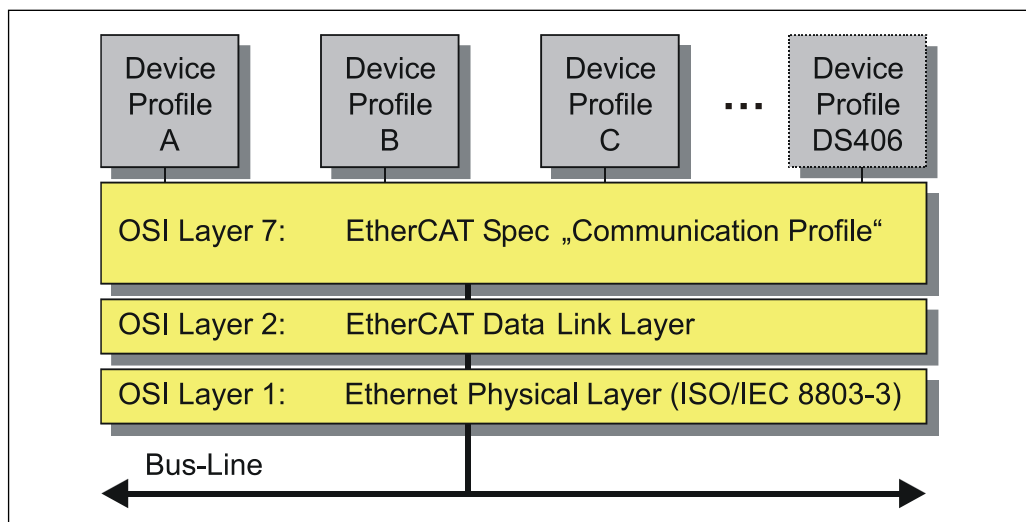 Device
Profile
A
Device
Profile
B
Device
Profile
C
...
Device
Profile
DS406
OSI Layer 7: EtherCAT Spec „Communication Profile“
OSI Layer 2: EtherCAT Data Link Layer
OSI Layer 1: Ethernet Physical Layer (ISO/IEC 8803-3)
Bus-Line